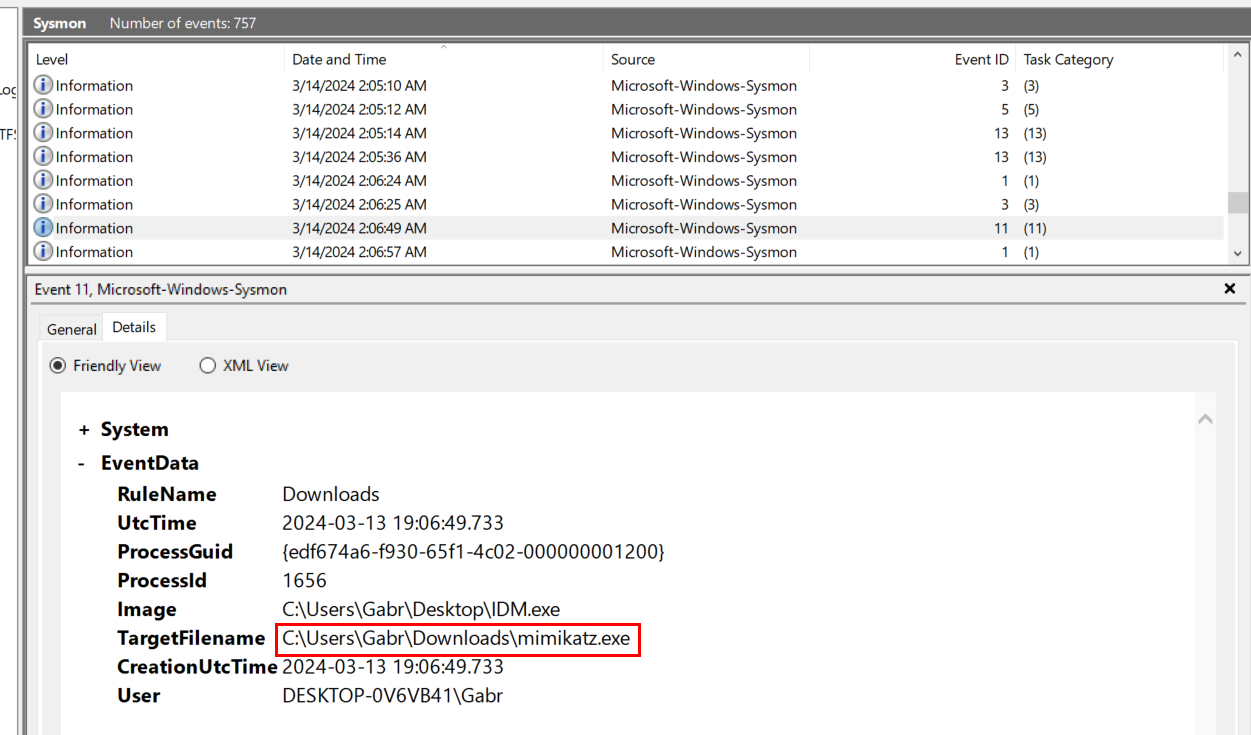 Sysmon Number of events: 757
Level Date and Time Source Event ID Task Category
Information 3/14/2024 2:05:10 AM Microsoft-Windows-Sysmon 3 (3)
Information 3/14/2024 2:05:12 AM Microsoft-Windows-Sysmon 5 (5)
Information 3/14/2024 2:05:14 AM Microsoft-Windows-Sysmon 13 (13)
Information 3/14/2024 2:05:36 AM Microsoft-Windows-Sysmon 13 (13)
Information 3/14/2024 2:06:24 AM Microsoft-Windows-Sysmon 1 (1)
Information 3/14/2024 2:06:25 AM Microsoft-Windows-Sysmon 3 (3)
Information 3/14/2024 2:06:49 AM Microsoft-Windows-Sysmon 11 (11)
Information 3/14/2024 2:06:57 AM Microsoft-Windows-Sysmon 1 (1)
Event 11, Microsoft-Windows-Sysmon
General Details
Friendly View XML View
+ System
- EventData
RuleName Downloads
UtcTime 2024-03-13 19:06:49.733
ProcessGuid {edf674a6-f930-65f1-4c02-000000001200}
ProcessId 1656
Image C:\Users\Gabr\Desktop\IDM.exe
TargetFilename C:\Users\Gabr\Downloads\mimikatz.exe
CreationUtcTime 2024-03-13 19:06:49.733
User DESKTOP-0V6VB41\Gabr